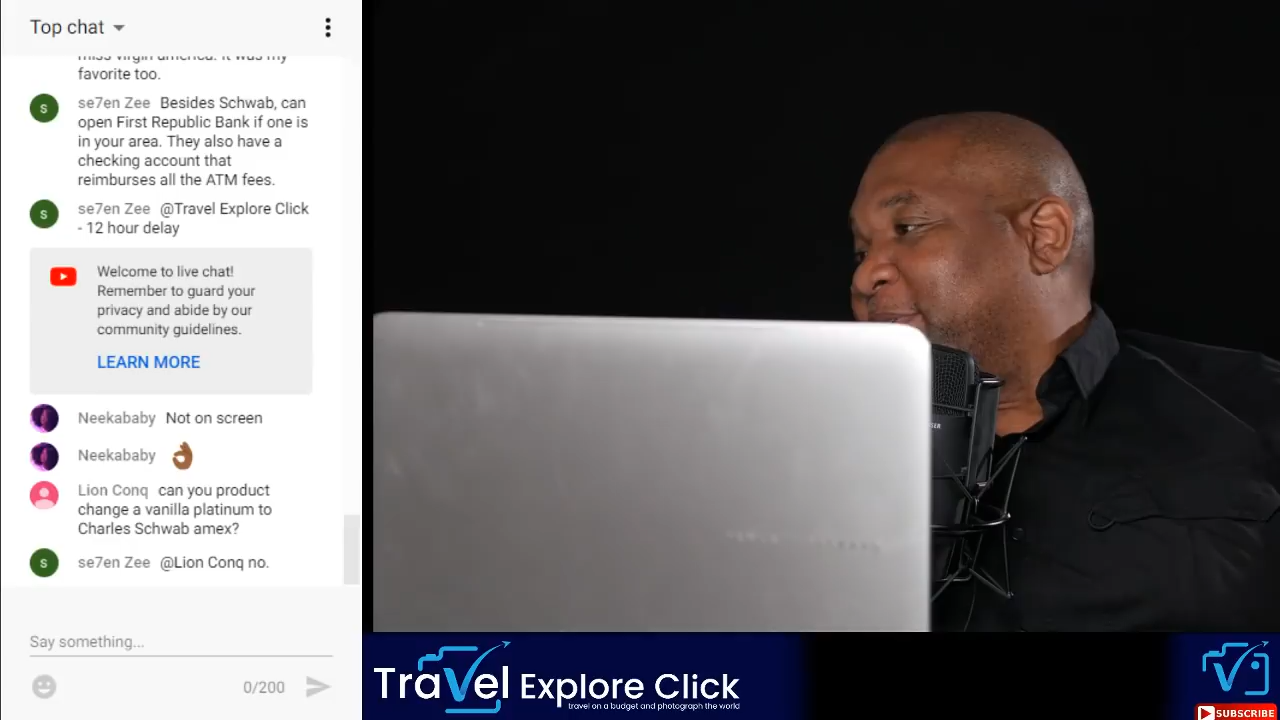 Top chat
miss virgin america. It was my
favorite too.
S se7en Zee Besides Schwab, can
open First Republic Bank if one is
in your area. They also have a
checking account that
reimburses all the ATM fees.
S se7en Zee @Travel Explore Click
- 12 hour delay
Welcome to live chat!
Remember to guard your
privacy and abide by our
community guidelines.
LEARN MORE
Neekababy Not on screen
Neekababy 👌🏾
Lion Conq can you product
change a vanilla platinum to
Charles Schwab amex?
S se7en Zee @Lion Conq no.
Say something...
0/200
Travel Explore Click
travel on a budget and photograph the world
SUBSCRIBE